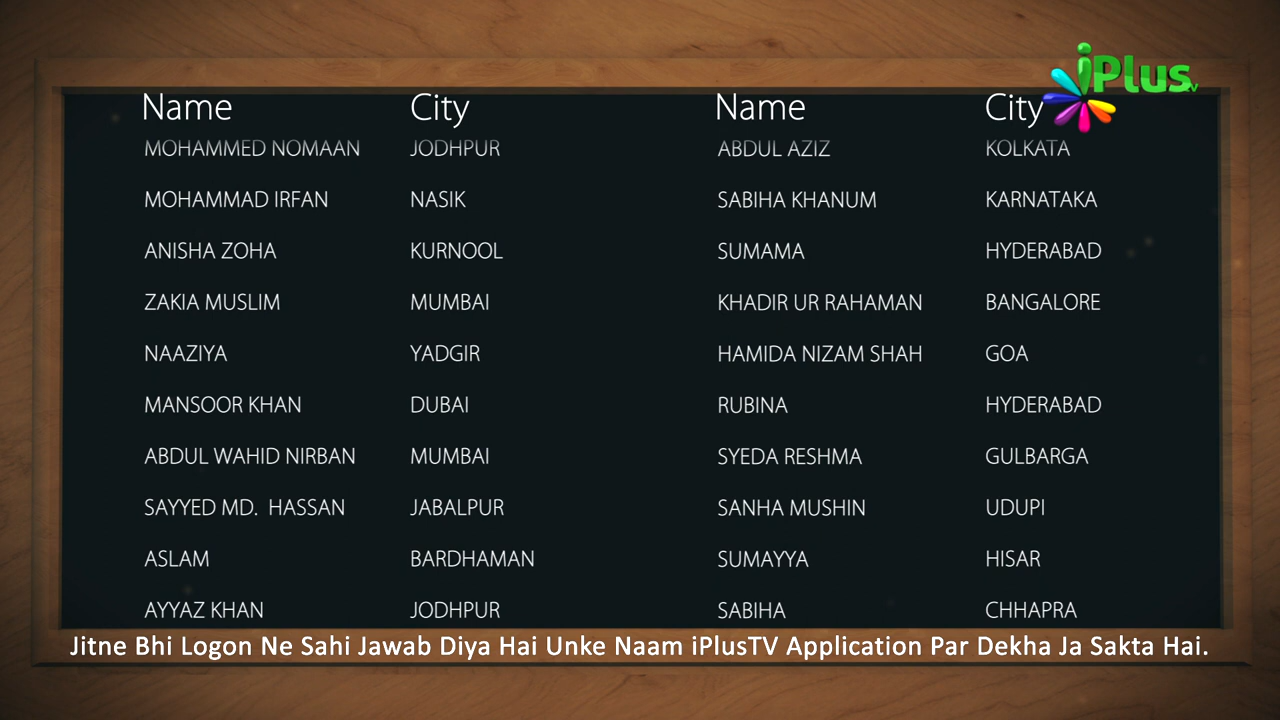 iPlus TV
Name City Name City
MOHAMMED NOMAAN JODHPUR ABDUL AZIZ KOLKATA
MOHAMMAD IRFAN NASIK SABIHA KHANUM KARNATAKA
ANISHA ZOHA KURNOOL SUMAMA HYDERABAD
ZAKIA MUSLIM MUMBAI KHADIR UR RAHAMAN BANGALORE
NAAZIYA YADGIR HAMIDA NIZAM SHAH GOA
MANSOOR KHAN DUBAI RUBINA HYDERABAD
ABDUL WAHID NIRBAN MUMBAI SYEDA RESHMA GULBARGA
SAYYED MD. HASSAN JABALPUR SANHA MUSHIN UDUPI
ASLAM BARDHAMAN SUMAYYA HISAR
AYYAZ KHAN JODHPUR SABIHA CHHAPRA
Jitne Bhi Logon Ne Sahi Jawab Diya Hai Unke Naam iPlusTV Application Par Dekha Ja Sakta Hai.